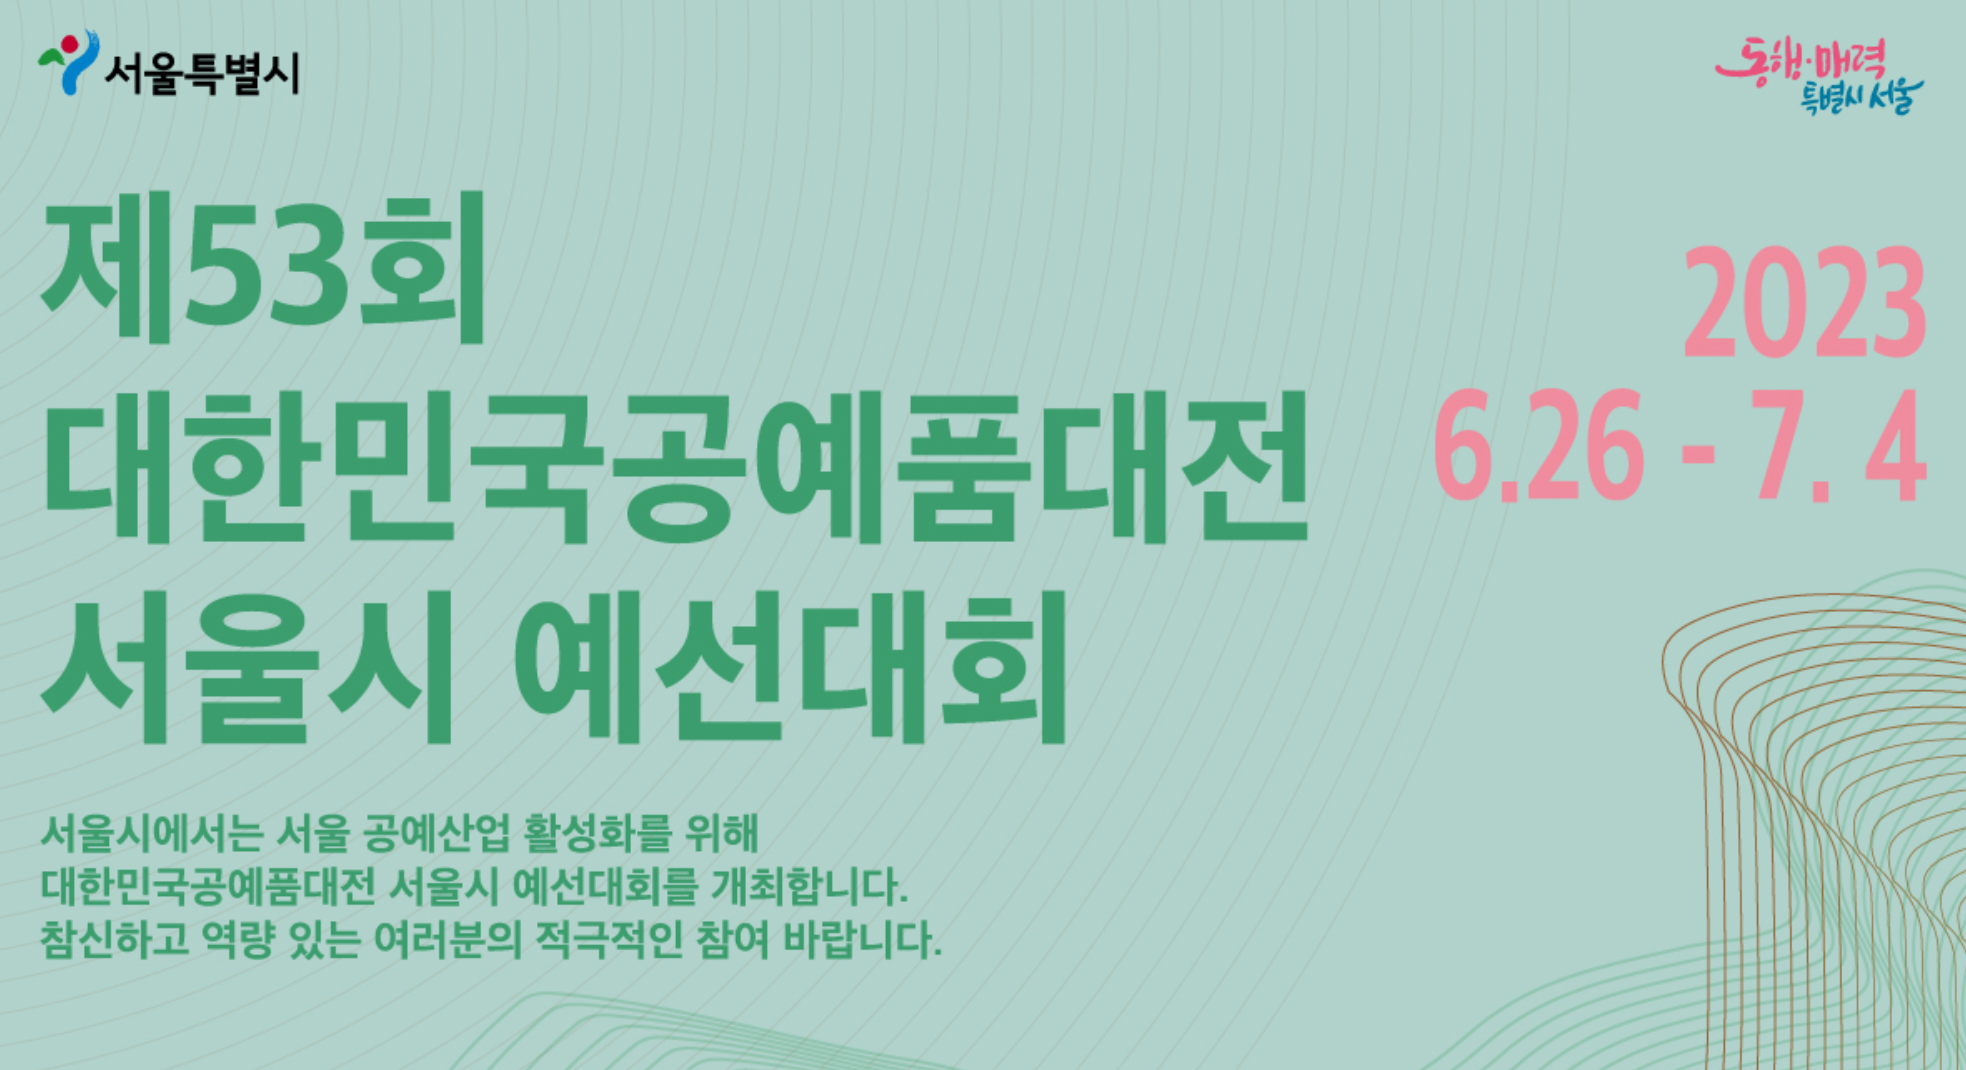 서울특별시
동행·매력
특별시 서울
제53회
대한민국공예품대전
서울시 예선대회
2023
6.26 - 7. 4
서울시에서는 서울 공예산업 활성화를 위해
대한민국공예품대전 서울시 예선대회를 개최합니다.
참신하고 역량 있는 여러분의 적극적인 참여 바랍니다.